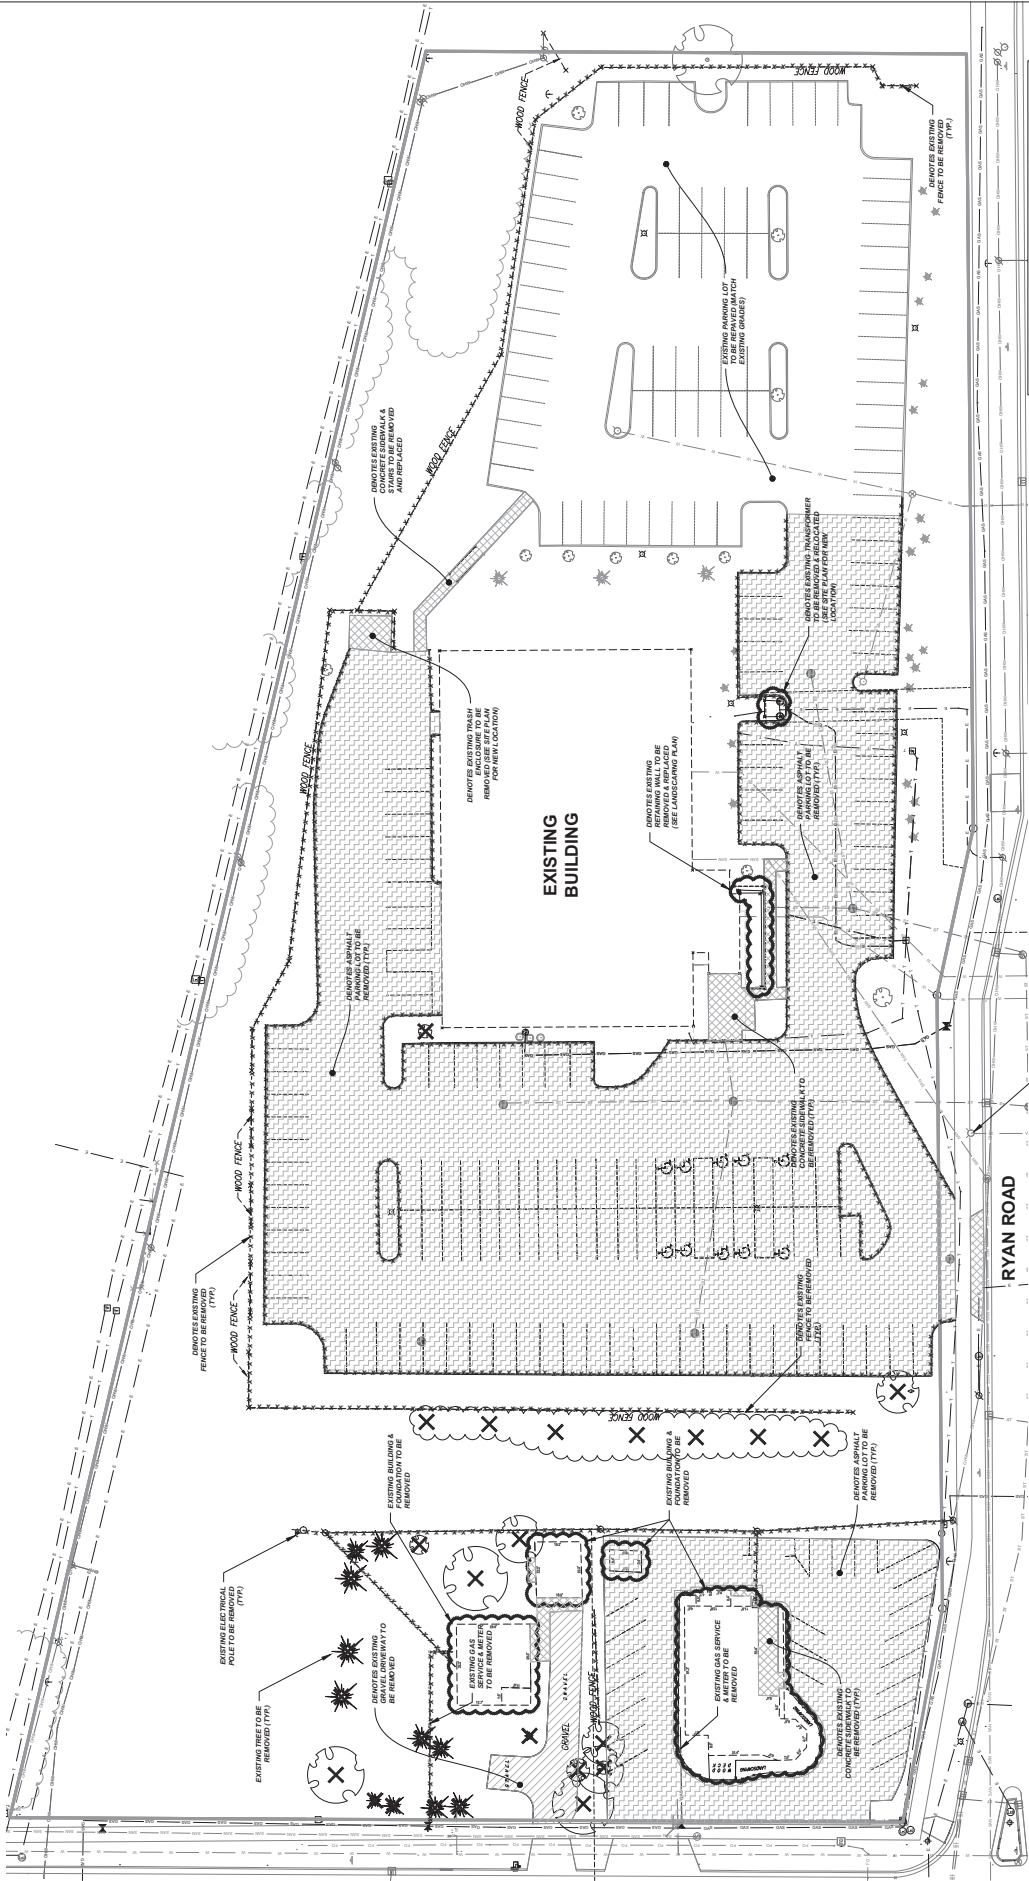 WOOD FENCE
WOOD FENCE
DENOTES EXISTING
FENCE TO BE REMOVED
(TYP.)
EXISTING PARKING LOT
TO BE REPAVED (MATCH
EXISTING GRADES)
DENOTES EXISTING
CONCRETE SIDEWALK &
STAIRS TO BE REMOVED
AND REPLACED
WOOD FENCE
DENOTES EXISTING TRANSFORMER
TO BE REMOVED & RELOCATED
(SEE SITE PLAN FOR NEW
LOCATION)
DENOTES EXISTING TRASH
ENCLOSURE TO BE
REMOVED (SEE SITE PLAN
FOR NEW LOCATION)
WOOD FENCE
DENOTES EXISTING
RETAINING WALL TO BE
REMOVED & REPLACED
(SEE LANDSCAPING PLAN)
DENOTES ASPHALT
PARKING LOT TO BE
REMOVED (TYP.)
EXISTING
BUILDING
DENOTES ASPHALT
PARKING LOT TO BE
REMOVED (TYP.)
DENOTES EXISTING
CONCRETE SIDEWALK TO
BE REMOVED (TYP.)
WOOD FENCE
RYAN ROAD
DENOTES EXISTING
FENCE TO BE REMOVED
(TYP.)
WOOD FENCE
DENOTES EXISTING
FENCE TO BE REMOVED
(TYP.)
WOOD FENCE
EXISTING BUILDING &
FOUNDATION TO BE
REMOVED
EXISTING BUILDING &
FOUNDATION TO BE
REMOVED
DENOTES ASPHALT
PARKING LOT TO BE
REMOVED (TYP.)
EXISTING ELECTRICAL
POLE TO BE REMOVED
(TYP.)
EXISTING TREE TO BE
REMOVED (TYP.)
DENOTES EXISTING
GRAVEL DRIVEWAY TO
BE REMOVED
EXISTING GAS
SERVICE & METER
TO BE REMOVED
GRAVEL
GRAVEL
GRAVEL
WOOD FENCE
EXISTING GAS SERVICE
& METER TO BE
REMOVED
LANDSCAPING
LANDSCAPING
DENOTES EXISTING
CONCRETE SIDEWALK TO
BE REMOVED (TYP.)